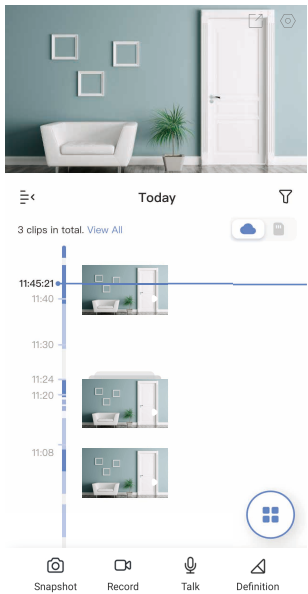 Today
3 clips in total. View All
11:45:21
11:40
11:30
11:24
11:20
11:08
Snapshot Record Talk Definition